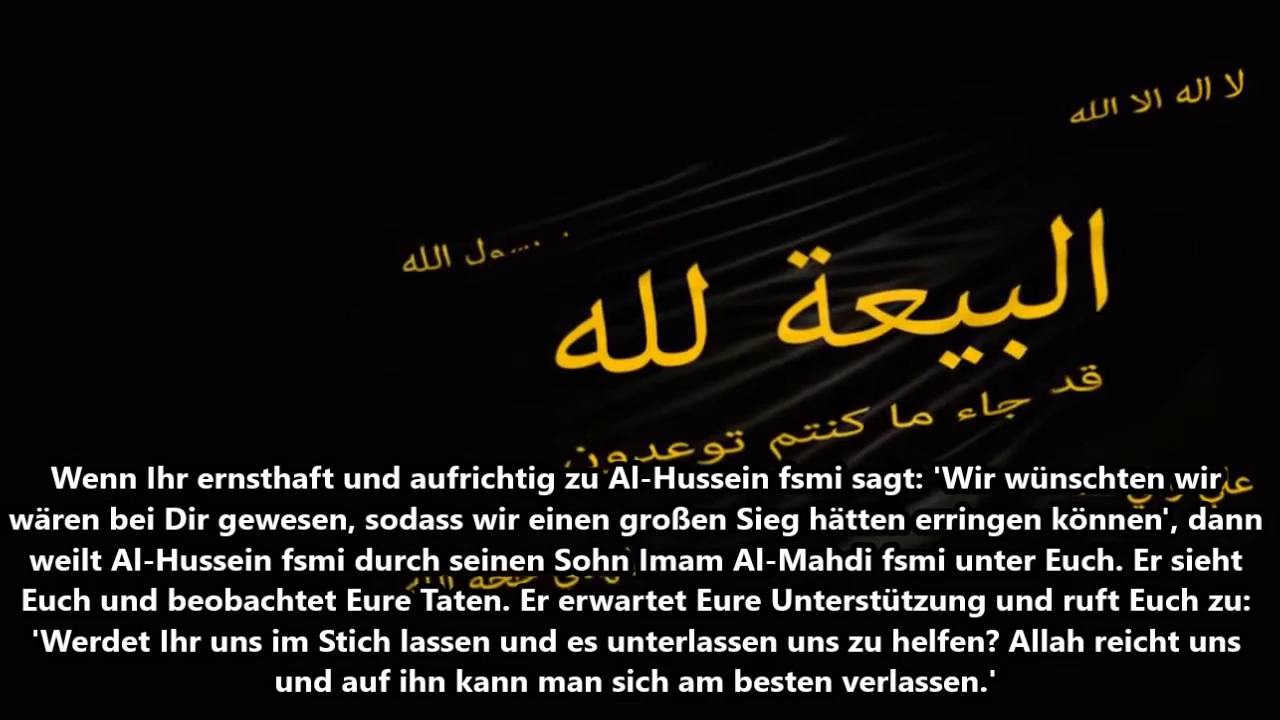 لا اله الا الله
رسول الله
البيعة لله
قد جاء ما كنتم توعدون
Wenn Ihr ernsthaft und aufrichtig zu Al-Hussein fsmi sagt: 'Wir wünschten wir
wären bei Dir gewesen, sodass wir einen großen Sieg hätten erringen können', dann
weilt Al-Hussein fsmi durch seinen Sohn Imam Al-Mahdi fsmi unter Euch. Er sieht
Euch und beobachtet Eure Taten. Er erwartet Eure Unterstützung und ruft Euch zu:
'Werdet Ihr uns im Stich lassen und es unterlassen uns zu helfen? Allah reicht uns
und auf ihn kann man sich am besten verlassen.'